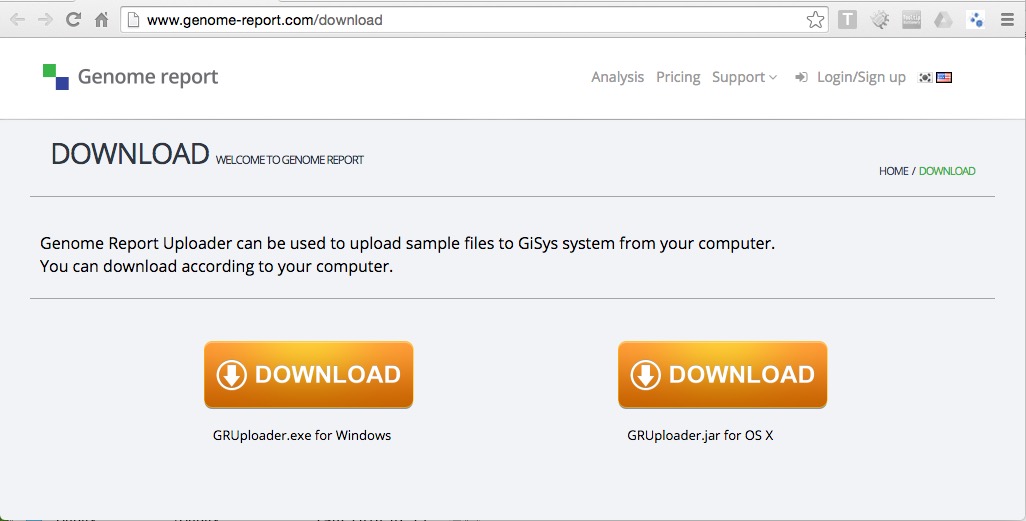 www.genome-report.com/download
T
Genome report
Analysis Pricing Support Login/Sign up
DOWNLOAD WELCOME TO GENOME REPORT
HOME / DOWNLOAD
Genome Report Uploader can be used to upload sample files to GiSys system from your computer.
You can download according to your computer.
DOWNLOAD DOWNLOAD
GRUploader.exe for Windows GRUploader.jar for OS X